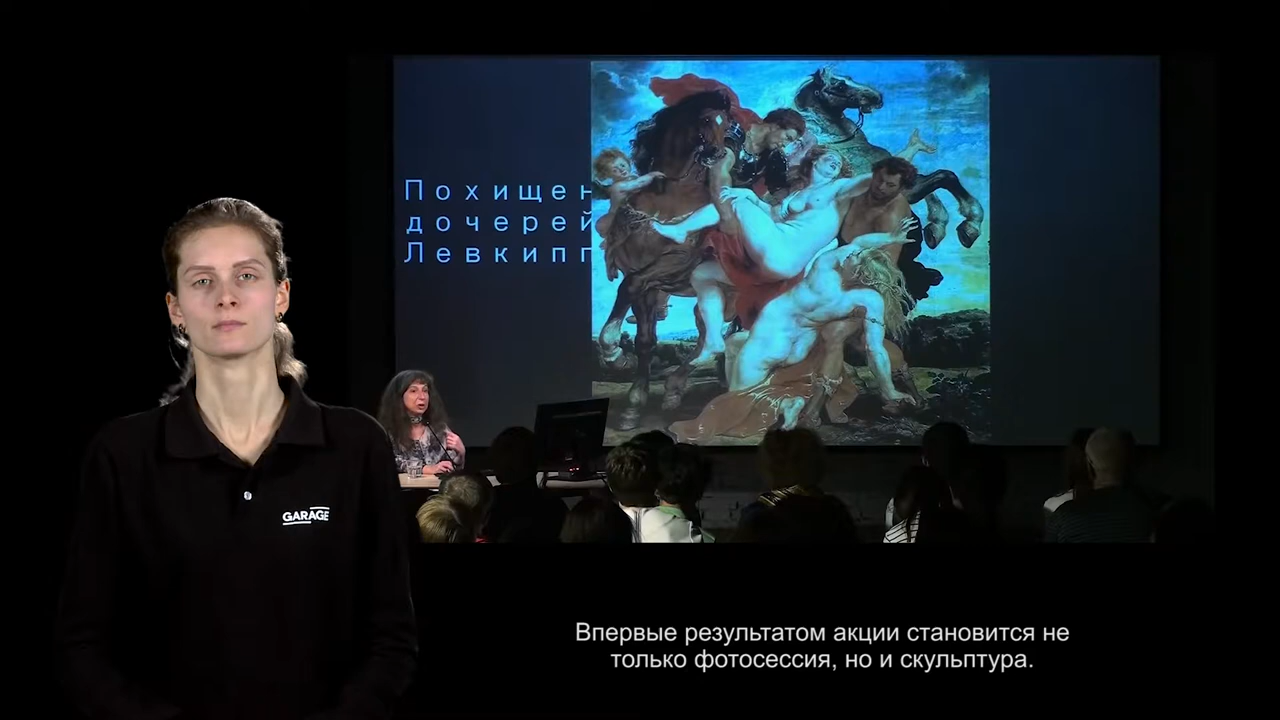 Похищен
дочерей
Левкипп
GARAGE
Впервые результатом акции становится не
только фотосессия, но и скульптура.